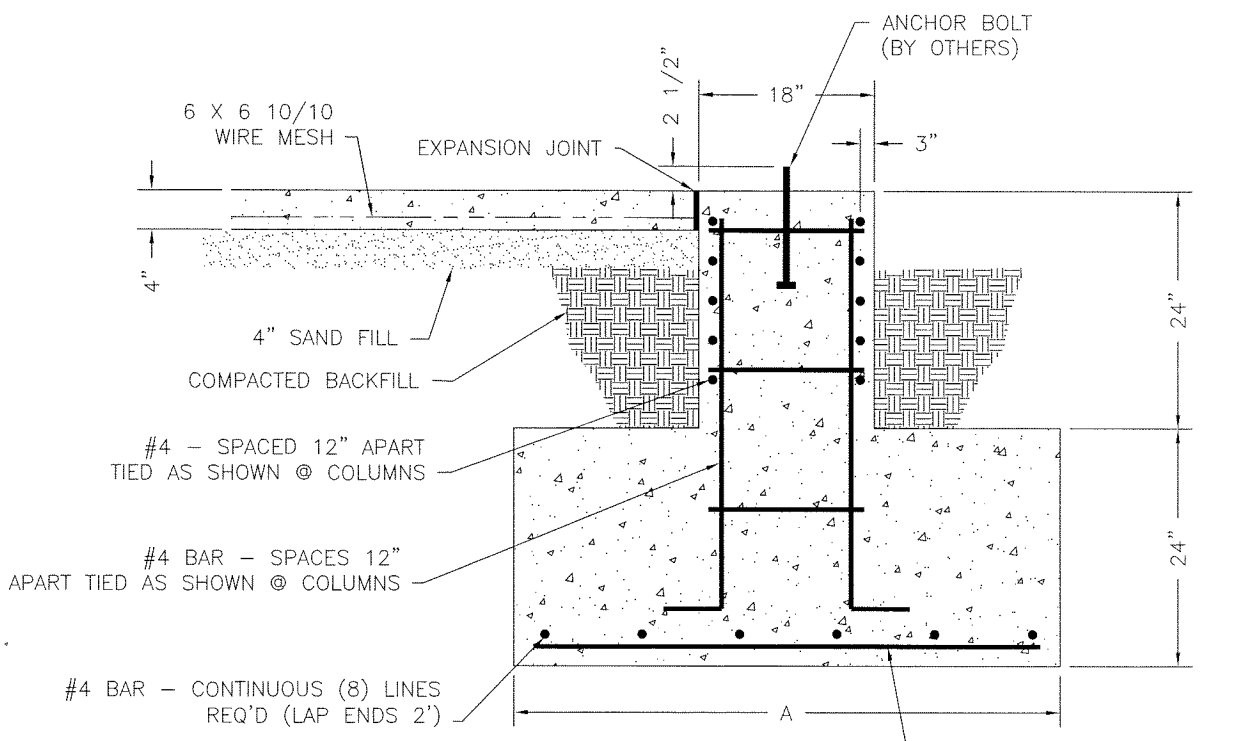 ANCHOR BOLT
(BY OTHERS)
2 1/2"
18"
6 X 6 10/10
WIRE MESH
EXPANSION JOINT
3"
4"
24"
4" SAND FILL
COMPACTED BACKFILL
#4 – SPACED 12" APART
TIED AS SHOWN @ COLUMNS
#4 BAR – SPACES 12"
APART TIED AS SHOWN @ COLUMNS
24"
#4 BAR – CONTINUOUS (8) LINES
REQ'D (LAP ENDS 2')
A